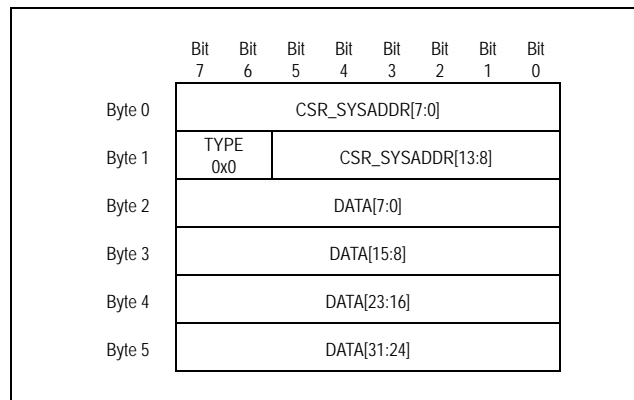 Bit Bit Bit Bit Bit Bit Bit Bit
7 6 5 4 3 2 1 0
Byte 0 CSR_SYSADDR[7:0]
Byte 1 TYPE 0x0 CSR_SYSADDR[13:8]
Byte 2 DATA[7:0]
Byte 3 DATA[15:8]
Byte 4 DATA[23:16]
Byte 5 DATA[31:24]